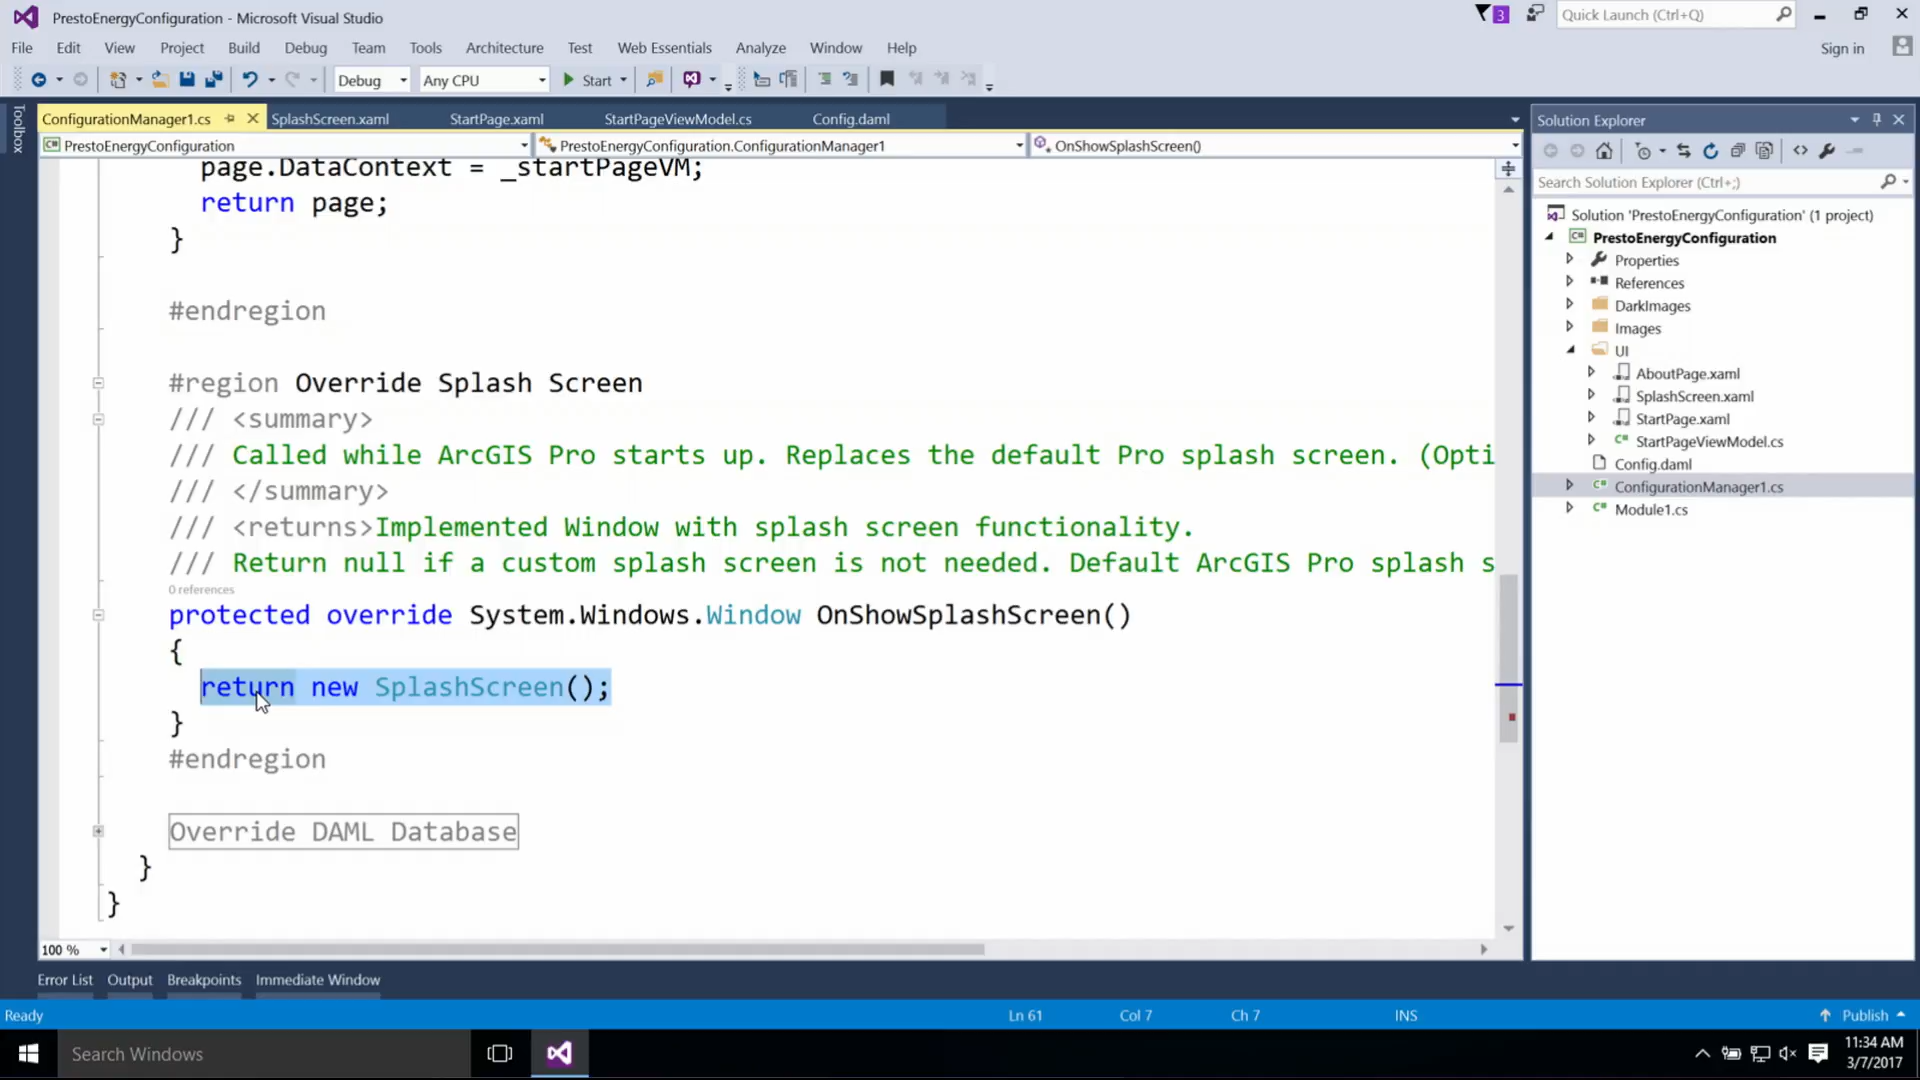 PrestoEnergyConfiguration - Microsoft Visual Studio
3
Quick Launch (Ctrl+Q)
File Edit View Project Build Debug Team Tools Architecture Test Web Essentials Analyze Window Help
Sign in
Debug Any CPU Start
Toolbox
ConfigurationManager1.cs SplashScreen.xaml StartPage.xaml StartPageViewModel.cs Config.daml
PrestoEnergyConfiguration PrestoEnergyConfiguration.ConfigurationManager1 OnShowSplashScreen()
page.DataContext = _startPageVM;
return page;
}
#endregion
#region Override Splash Screen
/// <summary>
/// Called while ArcGIS Pro starts up. Replaces the default Pro splash screen. (Opti
/// </summary>
/// <returns>Implemented Window with splash screen functionality.
/// Return null if a custom splash screen is not needed. Default ArcGIS Pro splash s
0 references
protected override System.Windows.Window OnShowSplashScreen()
{
return new SplashScreen();
}
#endregion
Override DAML Database
}
}
100 %
Solution Explorer
Search Solution Explorer (Ctrl+;)
Solution 'PrestoEnergyConfiguration' (1 project)
PrestoEnergyConfiguration
Properties
References
DarkImages
Images
UI
AboutPage.xaml
SplashScreen.xaml
StartPage.xaml
StartPageViewModel.cs
Config.daml
ConfigurationManager1.cs
Module1.cs
Error List Output Breakpoints Immediate Window
Ready Ln 61 Col 7 Ch 7 INS Publish
Search Windows
11:34 AM
3/7/2017